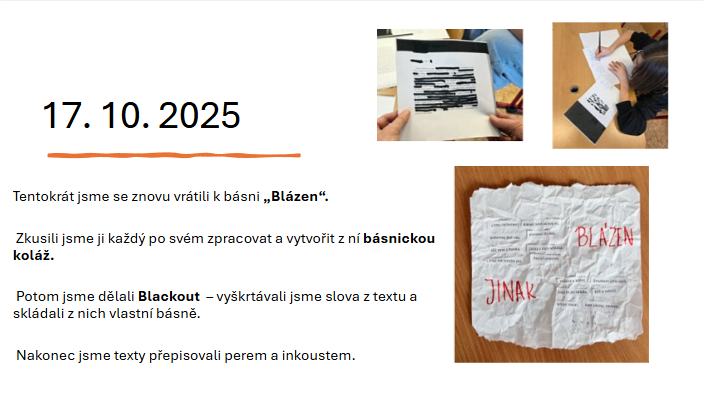 17. 10. 2025
Tentokrát jsme se znovu vrátili k básni „Blázen“.
Zkusili jsme ji každý po svém zpracovat a vytvořit z ní básnickou
koláž.
Potom jsme dělali Blackout – vyškrtávali jsme slova z textu a
skládali z nich vlastní básně.
Nakonec jsme texty přepisovali perem a inkoustem.
BLÁZEN
JINAK